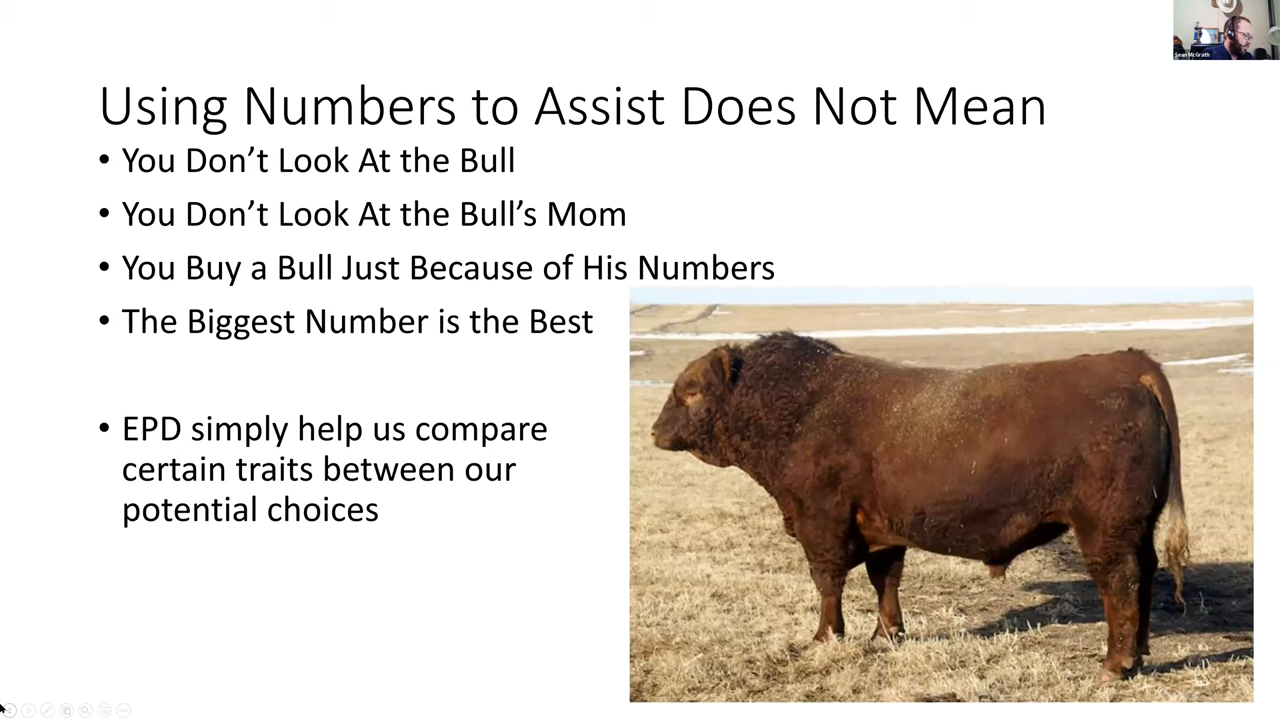 Sean McGrath
Using Numbers to Assist Does Not Mean
• You Don’t Look At the Bull
• You Don’t Look At the Bull’s Mom
• You Buy a Bull Just Because of His Numbers
• The Biggest Number is the Best
• EPD simply help us compare
certain traits between our
potential choices